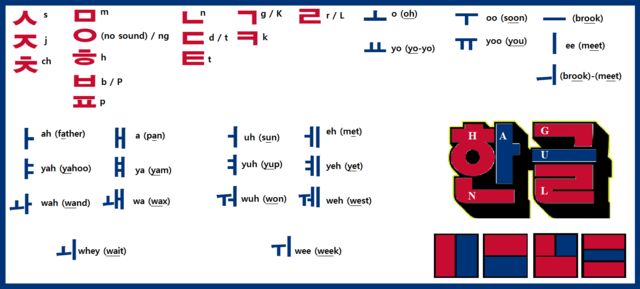 ㅅ s
ㅈ j
ㅊ ch
ㅁ m
ㅇ (no sound) / ng
ㅎ h
ㅂ b / P
ㅍ p
ㄴ n
ㄷ d / t
ㅌ t
ㄱ g / K
ㅋ k
ㄹ r / L
ㅗ o (oh)
ㅛ yo (yo-yo)
ㅜ oo (soon)
ㅠ yoo (you)
ㅡ (brook)
ㅣ ee (meet)
ㅢ (brook)-(meet)
ㅏ ah (father)
ㅑ yah (yahoo)
ㅘ wah (wand)
ㅐ a (pan)
ㅒ ya (yam)
ㅙ wa (wax)
ㅓ uh (sun)
ㅕ yuh (yup)
ㅝ wuh (won)
ㅔ eh (met)
ㅖ yeh (yet)
ㅞ weh (west)
ㅚ whey (wait)
ㅟ wee (week)
한글
H A N
G U L